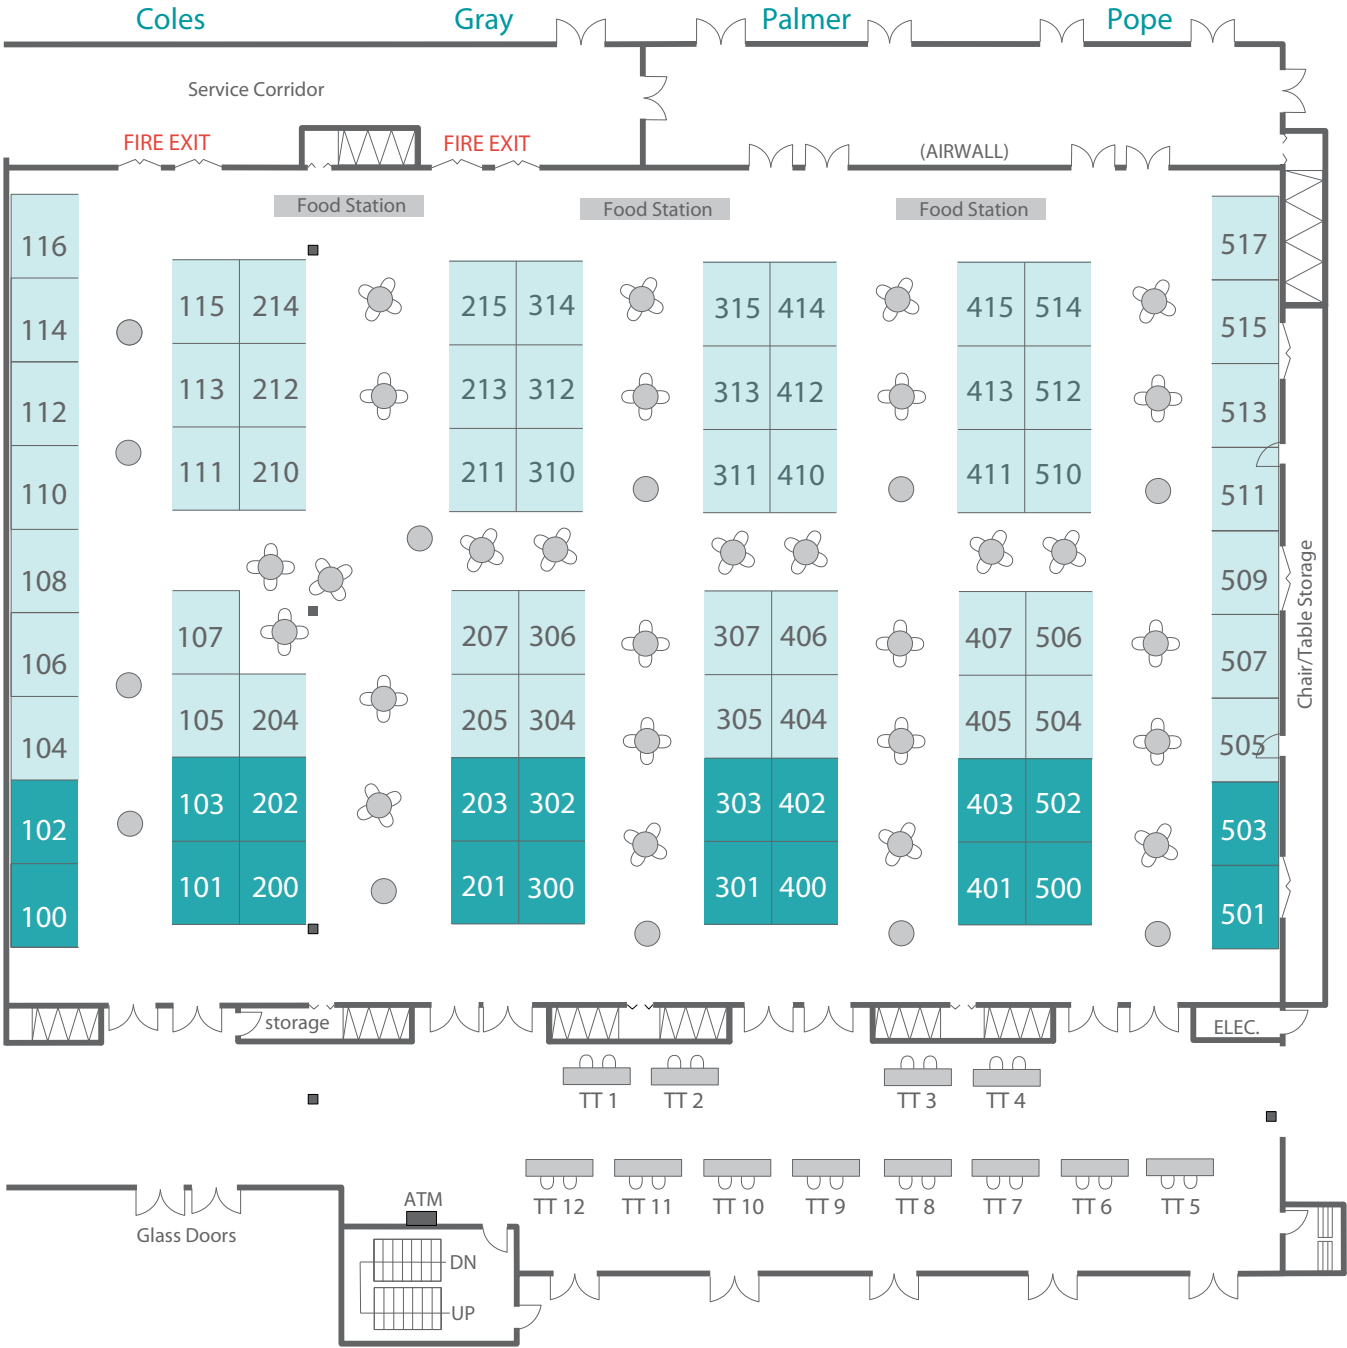 Coles Gray Palmer Pope
Service Corridor
FIRE EXIT FIRE EXIT (AIRWALL)
Food Station Food Station Food Station
116 517
115 214 215 314 315 414 415 514
114 515
113 212 213 312 313 412 413 512
112 513
111 210 211 310 311 410 411 510
110 511
108 509
Chair/Table Storage
107 207 306 307 406 407 506
106 507
105 204 205 304 305 404 405 504
104 505
103 202 203 302 303 402 403 502
102 503
101 200 201 300 301 400 401 500
100 501
storage ELEC.
TT 1 TT 2 TT 3 TT 4
TT 12 TT 11 TT 10 TT 9 TT 8 TT 7 TT 6 TT 5
ATM
Glass Doors
DN
UP